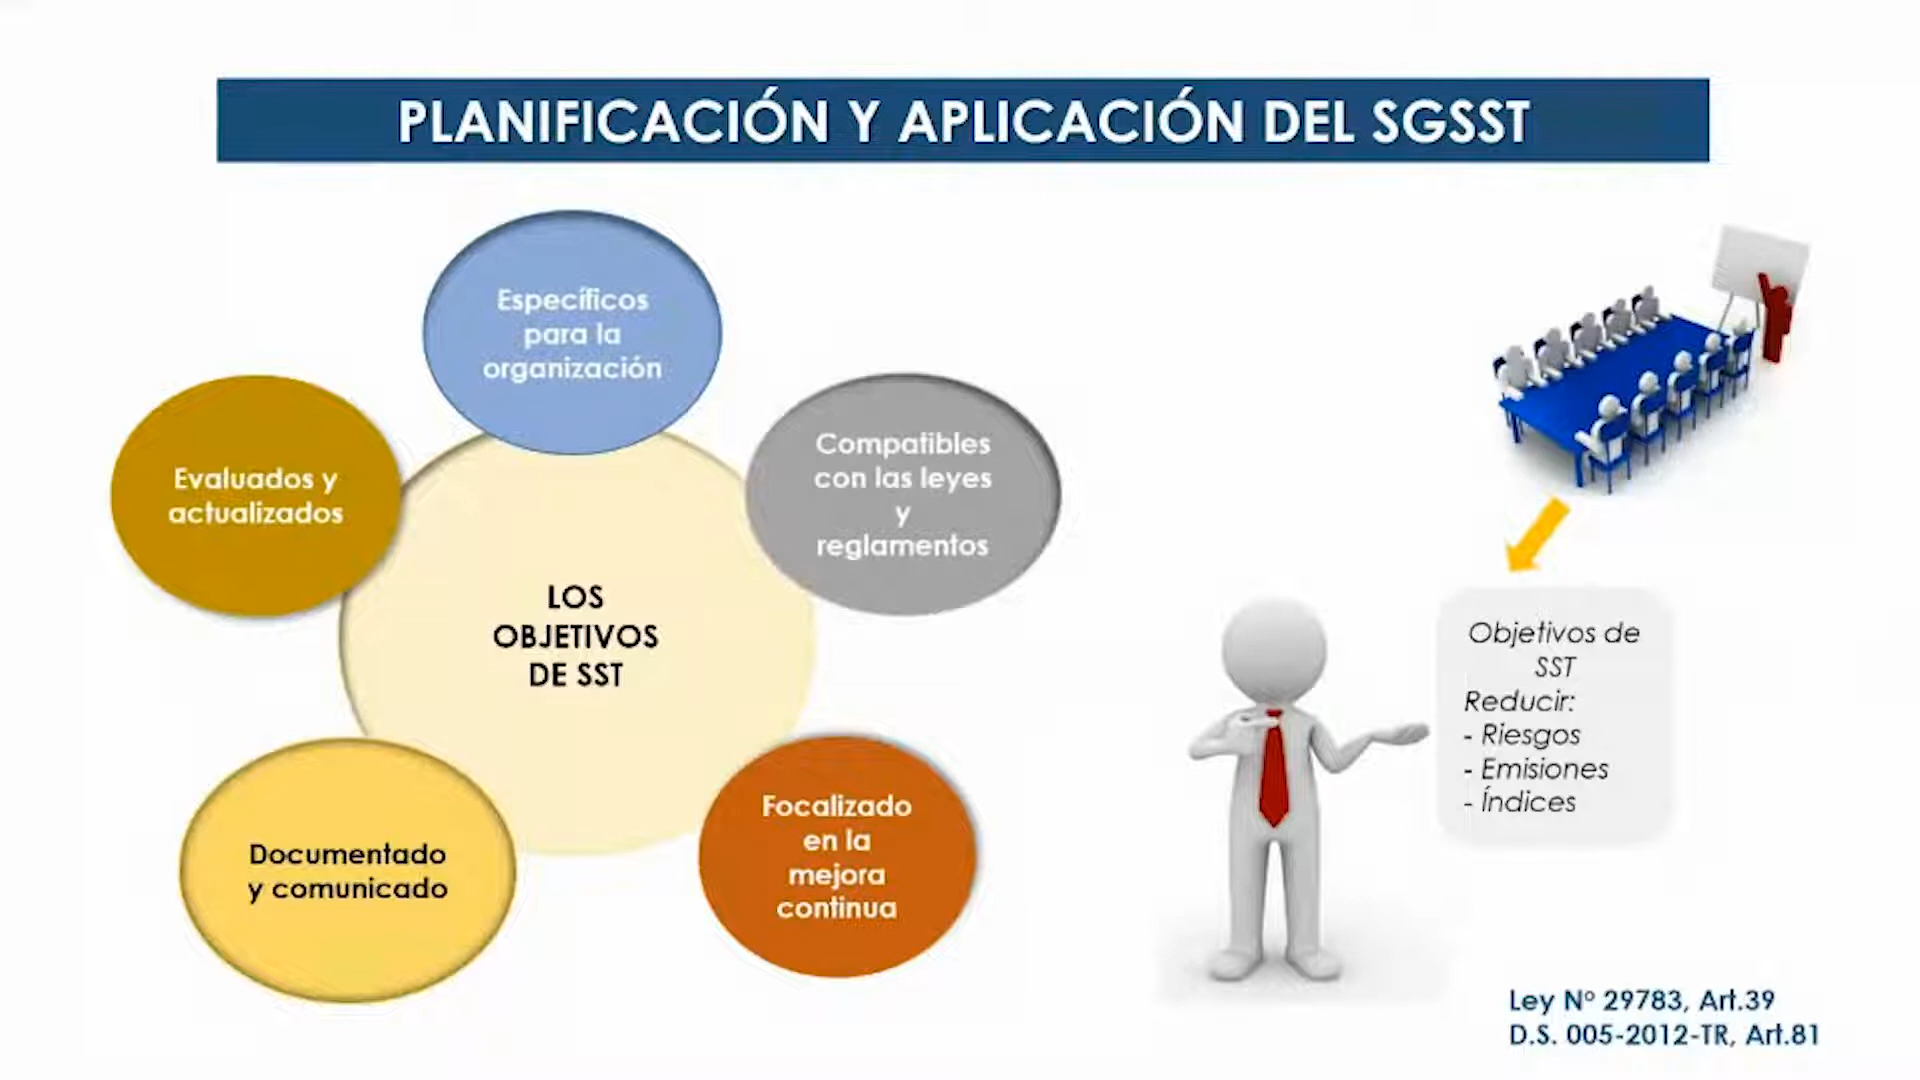 PLANIFICACIÓN Y APLICACIÓN DEL SGSST
Específicos
para la
organización
Evaluados y
actualizados
Compatibles
con las leyes
y
reglamentos
LOS
OBJETIVOS
DE SST
Documentado
y comunicado
Focalizado
en la
mejora
continua
Objetivos de
SST
Reducir:
- Riesgos
- Emisiones
- Índices
Ley Nº 29783, Art.39
D.S. 005-2012-TR, Art.81